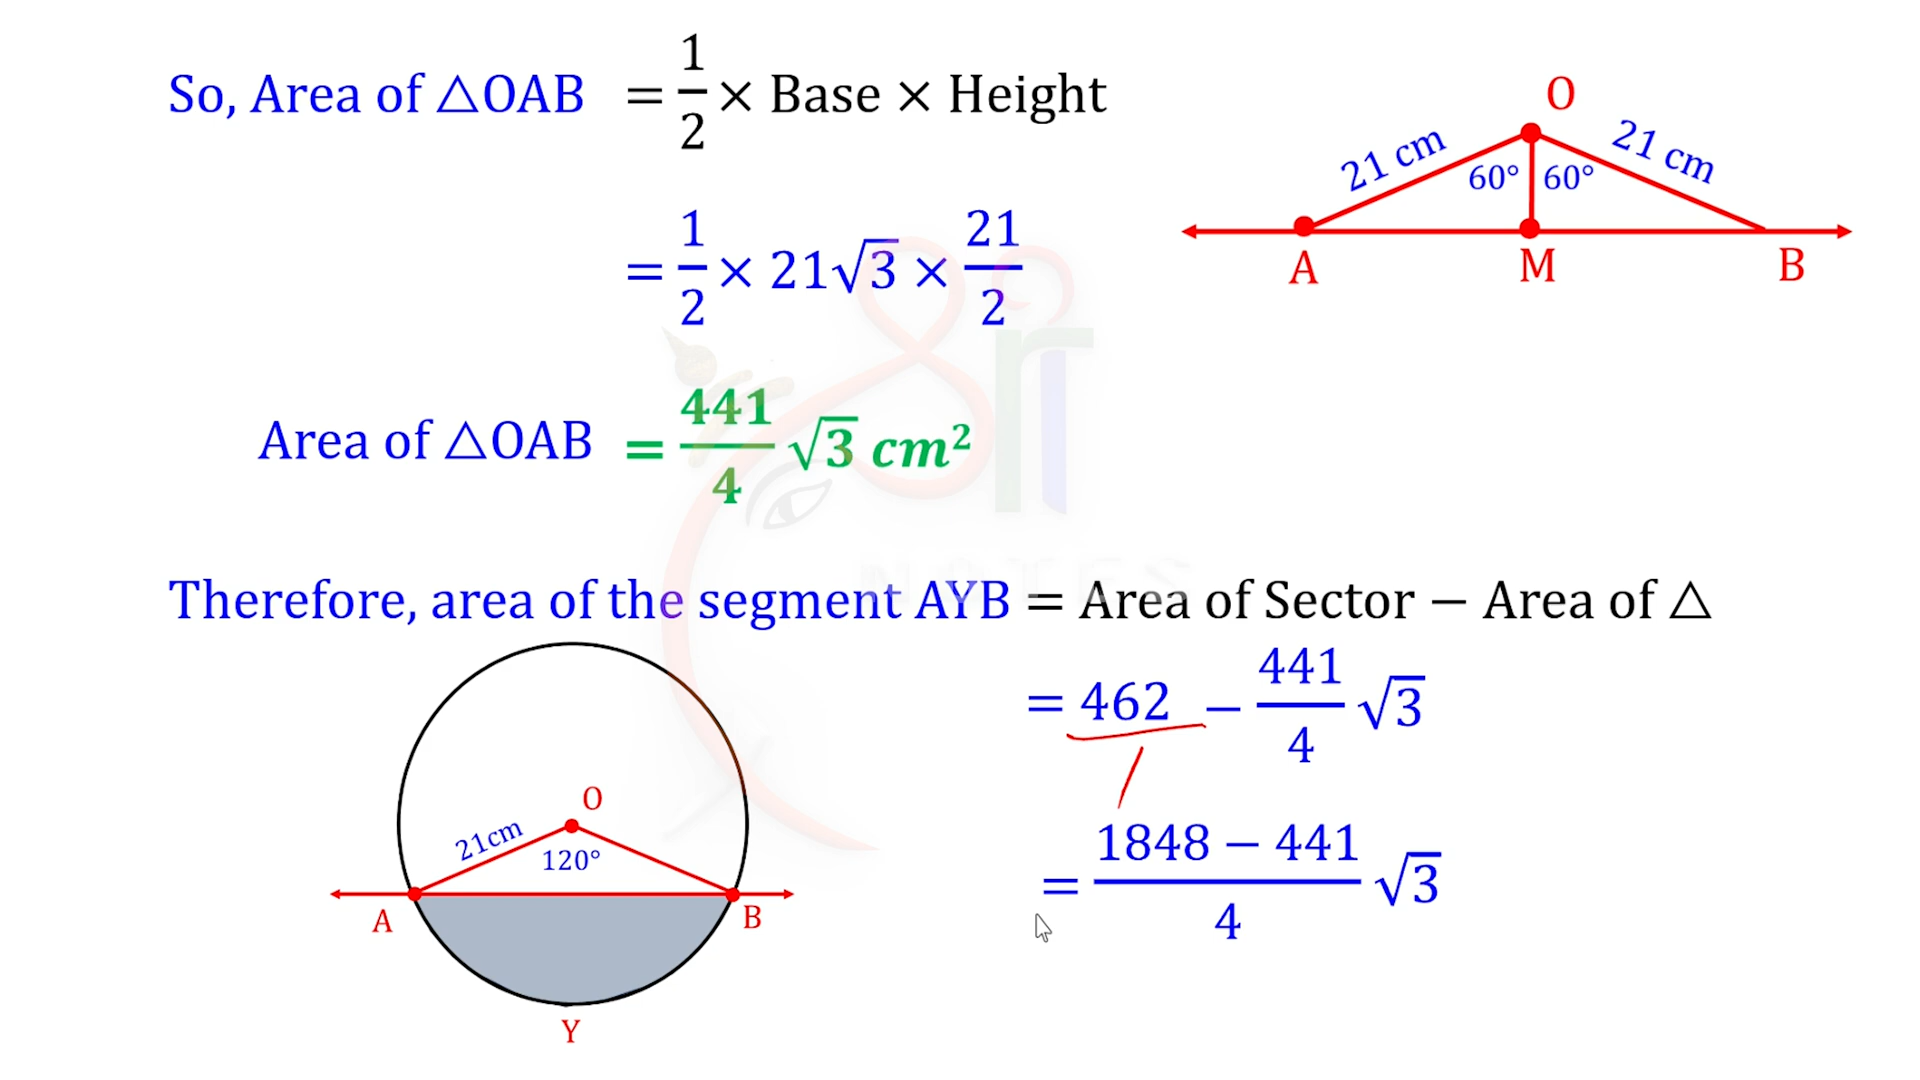 So, Area of △OAB = 1/2 × Base × Height
= 1/2 × 21√3 × 21/2
Area of △OAB = 441/4 √3 cm²
O
21 cm
21 cm
60° 60°
A M B
Therefore, area of the segment AYB = Area of Sector − Area of △
= 462 − 441/4 √3
= (1848 − 441)/4 √3
O
21cm
120°
A B
Y
NOTES